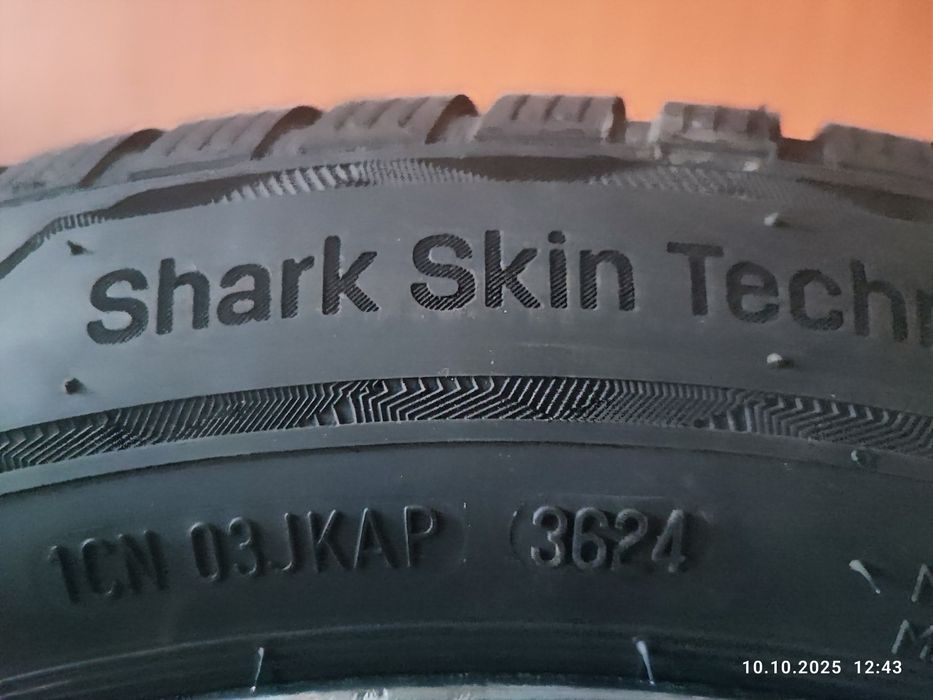 Shark Skin Techn
1CN 03JKAP 3624
10.10.2025 12:43